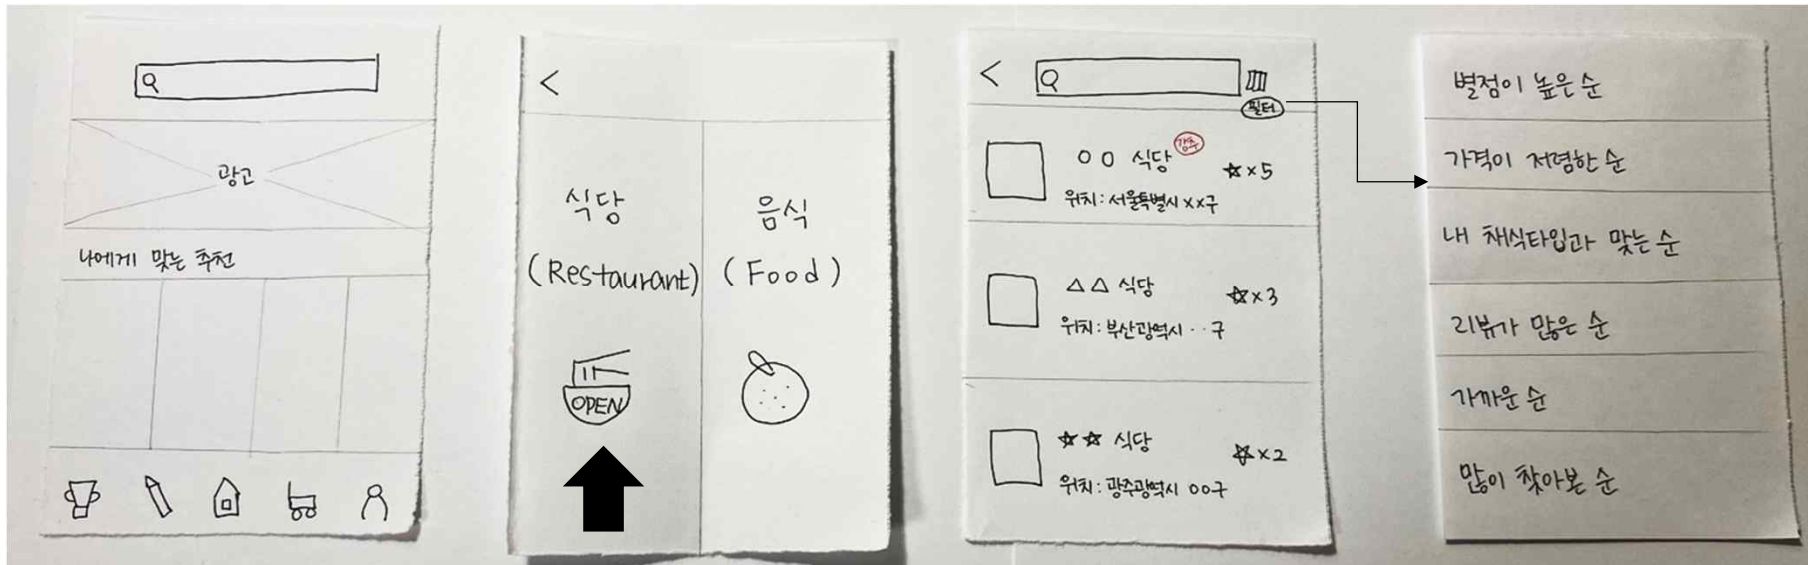 광고
나에게 맞는 추천
식당
(Restaurant)
OPEN
음식
(Food)
필터
OO 식당 강추
☆×5
위치: 서울특별시 xx구
△△ 식당
☆×3
위치: 부산광역시 ··구
☆☆ 식당
☆×2
위치: 광주광역시 OO구
별점이 높은 순
가격이 저렴한 순
내 채식타입과 맞는 순
리뷰가 많은 순
가까운 순
많이 찾아본 순